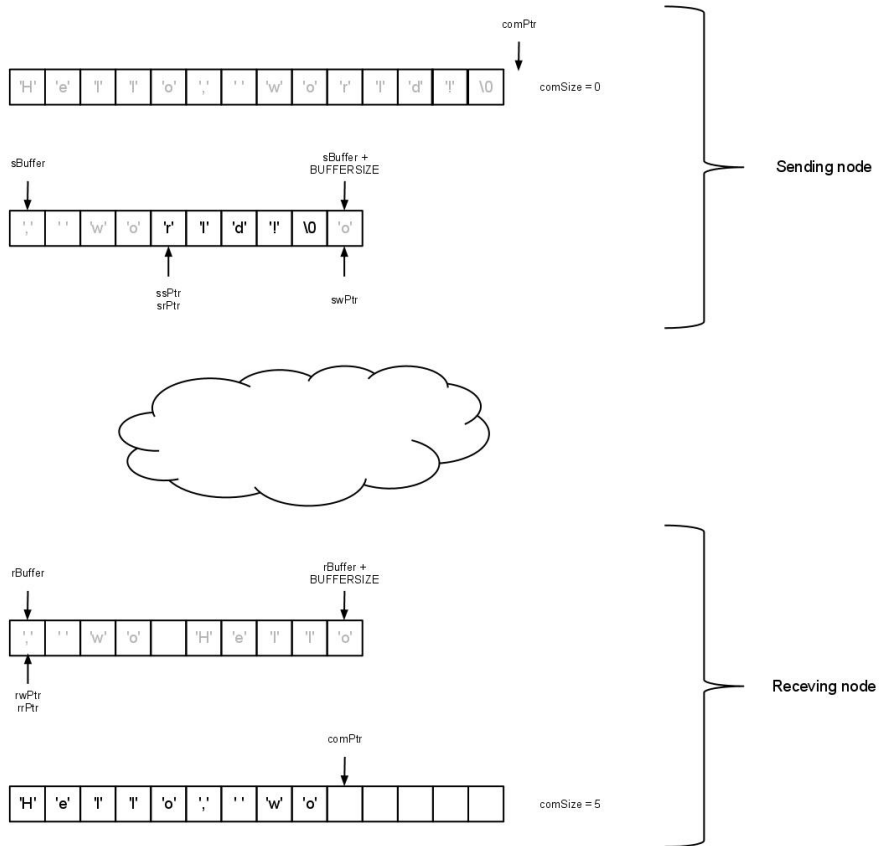 comPtr
'H' 'e' 'l' 'l' 'o' ',' ' ' 'w' 'o' 'r' 'l' 'd' '!' \0
comSize = 0
sBuffer
sBuffer +
BUFFERSIZE
',' ' ' 'w' 'o' 'r' 'l' 'd' '!' \0 'o'
ssPtr
srPtr
swPtr
Sending node
rBuffer
rBuffer +
BUFFERSIZE
',' ' ' 'w' 'o' 'H' 'e' 'l' 'l' 'o'
rwPtr
rrPtr
comPtr
'H' 'e' 'l' 'l' 'o' ',' ' ' 'w' 'o'
comSize = 5
Receving node